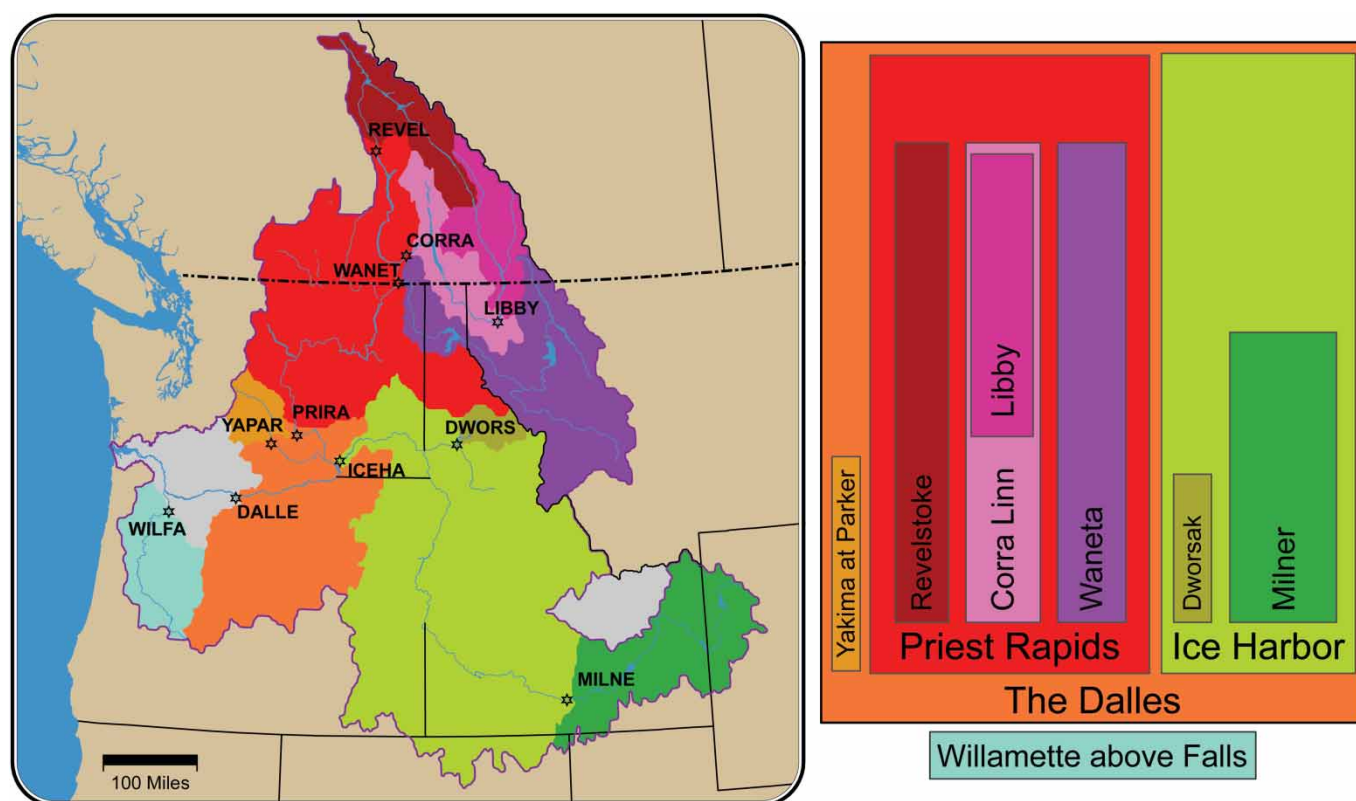 REVEL
CORRA
WANET
LIBBY
YAPAR
PRIRA
DWORS
ICEHA
WILFA
DALLE
MILNE
100 Miles
Yakima at Parker
Revelstoke
Libby
Corra Linn
Waneta
Priest Rapids
Dworsak
Milner
Ice Harbor
The Dalles
Willamette above Falls